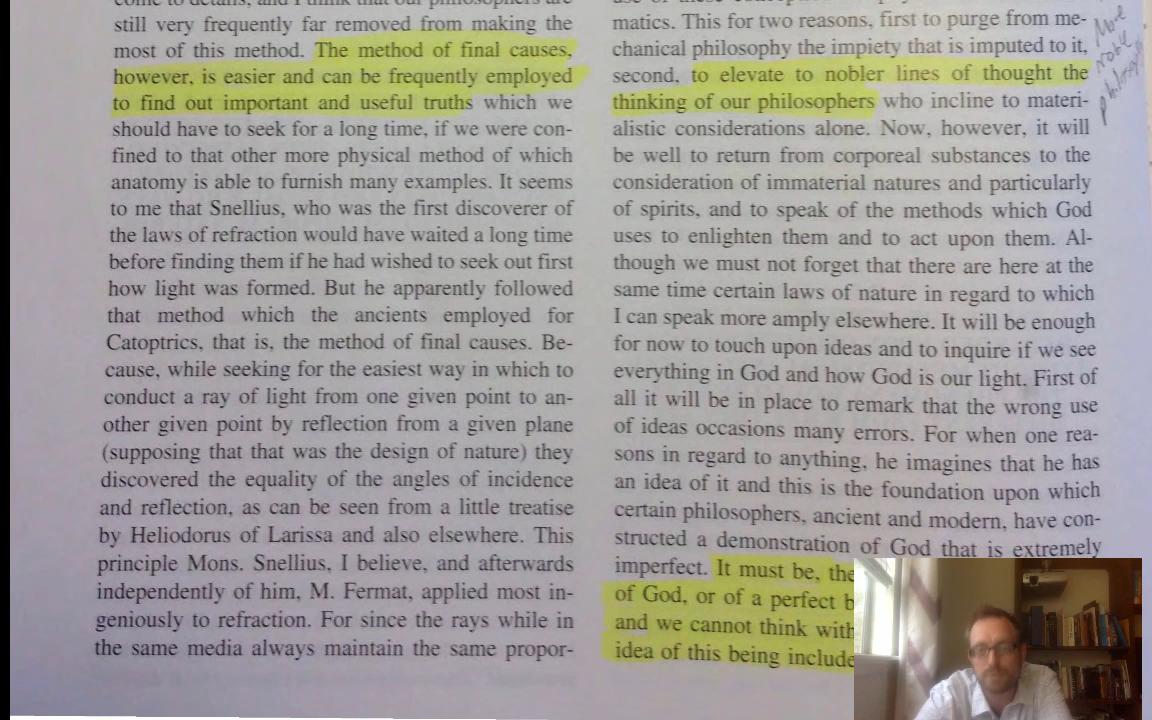 come to details, and I think that our philosophers are
still very frequently far removed from making the
most of this method. The method of final causes,
however, is easier and can be frequently employed
to find out important and useful truths which we
should have to seek for a long time, if we were con-
fined to that other more physical method of which
anatomy is able to furnish many examples. It seems
to me that Snellius, who was the first discoverer of
the laws of refraction would have waited a long time
before finding them if he had wished to seek out first
how light was formed. But he apparently followed
that method which the ancients employed for
Catoptrics, that is, the method of final causes. Be-
cause, while seeking for the easiest way in which to
conduct a ray of light from one given point to an-
other given point by reflection from a given plane
(supposing that that was the design of nature) they
discovered the equality of the angles of incidence
and reflection, as can be seen from a little treatise
by Heliodorus of Larissa and also elsewhere. This
principle Mons. Snellius, I believe, and afterwards
independently of him, M. Fermat, applied most in-
geniously to refraction. For since the rays while in
the same media always maintain the same propor-
matics. This for two reasons, first to purge from me-
chanical philosophy the impiety that is imputed to it,
second, to elevate to nobler lines of thought the
thinking of our philosophers who incline to materi-
alistic considerations alone. Now, however, it will
be well to return from corporeal substances to the
consideration of immaterial natures and particularly
of spirits, and to speak of the methods which God
uses to enlighten them and to act upon them. Al-
though we must not forget that there are here at the
same time certain laws of nature in regard to which
I can speak more amply elsewhere. It will be enough
for now to touch upon ideas and to inquire if we see
everything in God and how God is our light. First of
all it will be in place to remark that the wrong use
of ideas occasions many errors. For when one rea-
sons in regard to anything, he imagines that he has
an idea of it and this is the foundation upon which
certain philosophers, ancient and modern, have con-
structed a demonstration of God that is extremely
imperfect. It must be, the
of God, or of a perfect b
and we cannot think with
idea of this being include